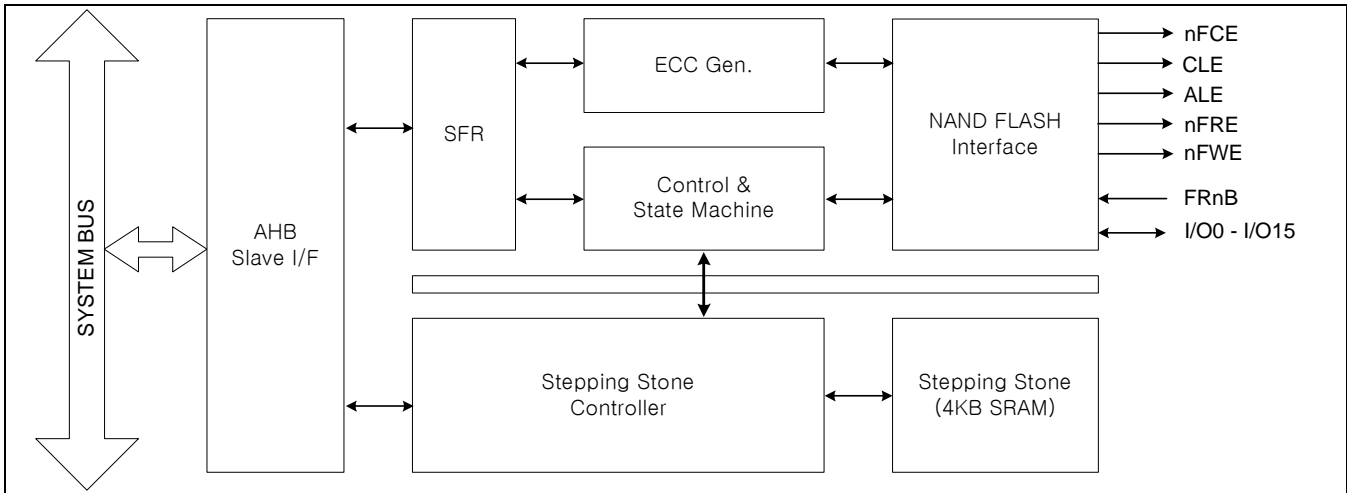 SYSTEM BUS
AHB
Slave I/F
SFR
ECC Gen.
Control &
State Machine
NAND FLASH
Interface
nFCE
CLE
ALE
nFRE
nFWE
FRnB
I/O0 - I/O15
Stepping Stone
Controller
Stepping Stone
(4KB SRAM)